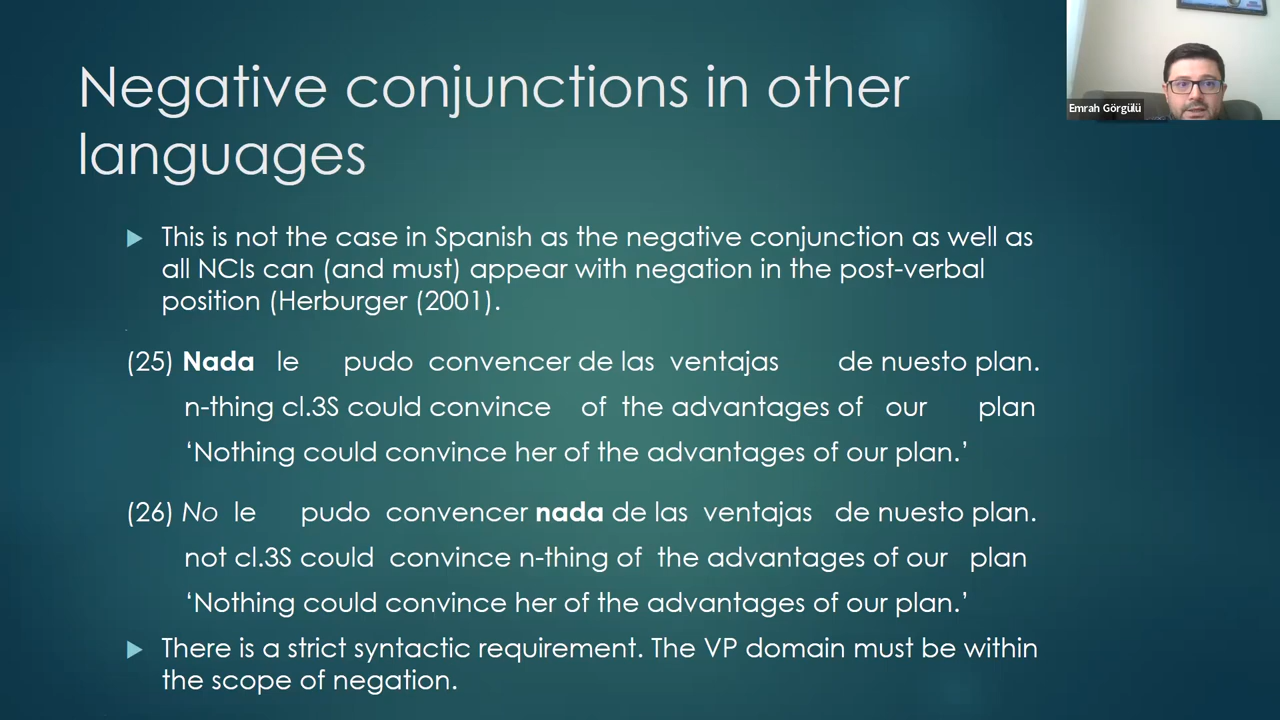 Negative conjunctions in other
languages
Emrah Görgülü
This is not the case in Spanish as the negative conjunction as well as
all NCIs can (and must) appear with negation in the post-verbal
position (Herburger (2001).
(25) Nada le pudo convencer de las ventajas de nuesto plan.
n-thing cl.3S could convince of the advantages of our plan
‘Nothing could convince her of the advantages of our plan.’
(26) No le pudo convencer nada de las ventajas de nuesto plan.
not cl.3S could convince n-thing of the advantages of our plan
‘Nothing could convince her of the advantages of our plan.’
There is a strict syntactic requirement. The VP domain must be within
the scope of negation.